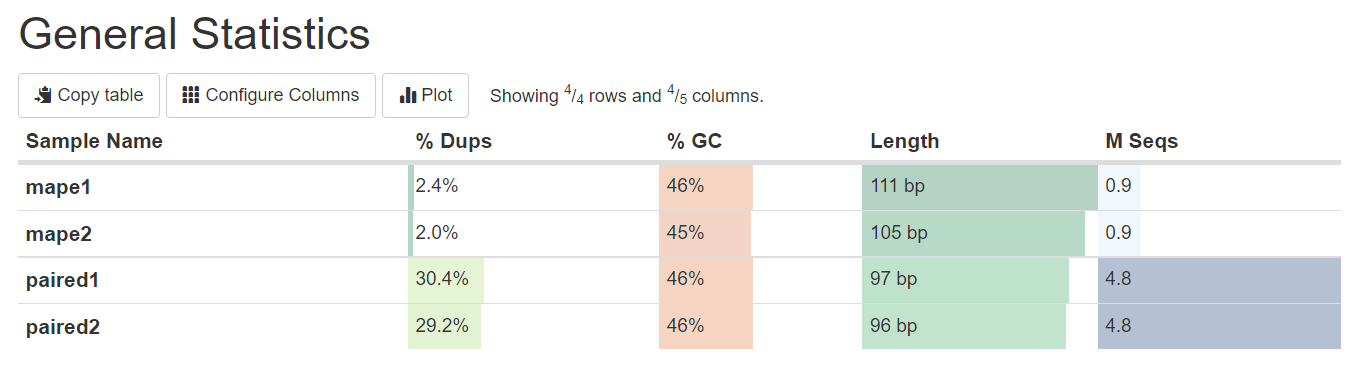 General Statistics
Copy table Configure Columns Plot Showing 4/4 rows and 4/5 columns.
Sample Name % Dups % GC Length M Seqs
mape1 2.4% 46% 111 bp 0.9
mape2 2.0% 45% 105 bp 0.9
paired1 30.4% 46% 97 bp 4.8
paired2 29.2% 46% 96 bp 4.8